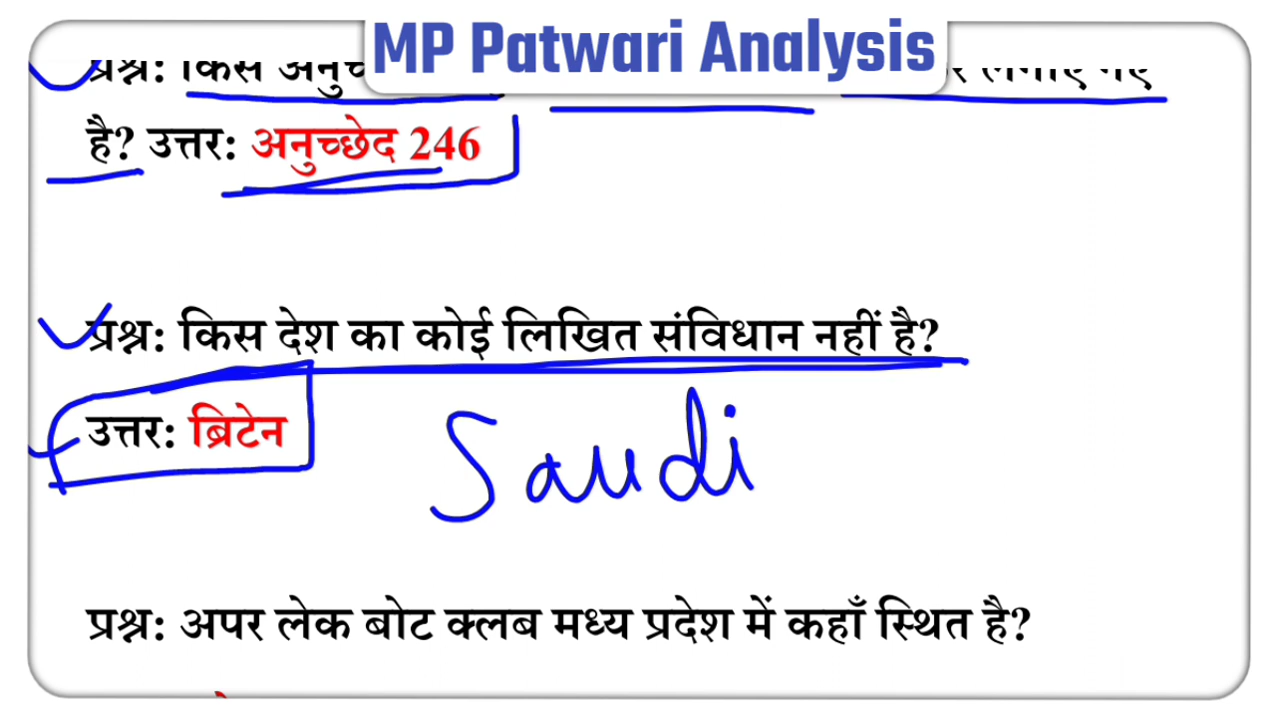 MP Patwari Analysis
प्रश्न: किस
है? उत्तर: अनुच्छेद 246
प्रश्न: किस देश का कोई लिखित संविधान नहीं है?
उत्तर: ब्रिटेन
Saudi
प्रश्न: अपर लेक बोट क्लब मध्य प्रदेश में कहाँ स्थित है?